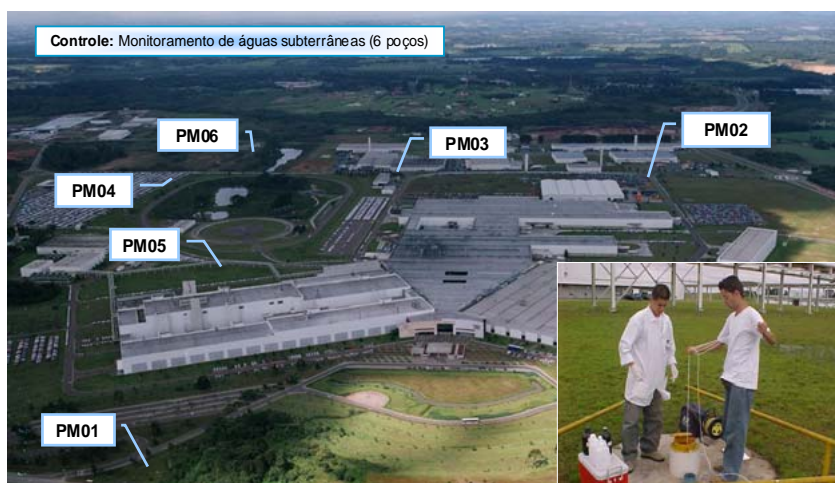 Controle: Monitoramento de águas subterrâneas (6 poços)
PM06
PM03
PM02
PM04
PM05
PM01